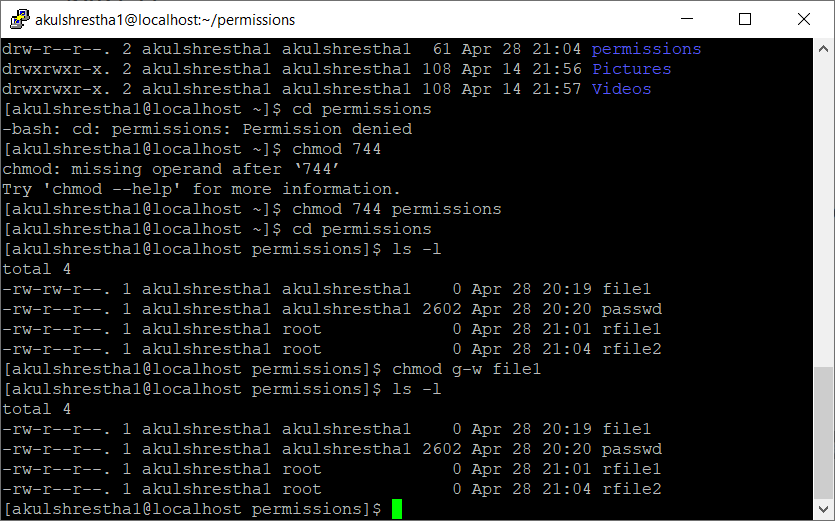 akulshrestha1@localhost:~/permissions
drw-r--r--. 2 akulshrestha1 akulshrestha1  61 Apr 28 21:04 permissions
drwxrwxr-x. 2 akulshrestha1 akulshrestha1 108 Apr 14 21:56 Pictures
drwxrwxr-x. 2 akulshrestha1 akulshrestha1 108 Apr 14 21:57 Videos
[akulshrestha1@localhost ~]$ cd permissions
-bash: cd: permissions: Permission denied
[akulshrestha1@localhost ~]$ chmod 744
chmod: missing operand after ‘744’
Try 'chmod --help' for more information.
[akulshrestha1@localhost ~]$ chmod 744 permissions
[akulshrestha1@localhost ~]$ cd permissions
[akulshrestha1@localhost permissions]$ ls -l
total 4
-rw-rw-r--. 1 akulshrestha1 akulshrestha1    0 Apr 28 20:19 file1
-rw-r--r--. 1 akulshrestha1 akulshrestha1 2602 Apr 28 20:20 passwd
-rw-r--r--. 1 akulshrestha1 root             0 Apr 28 21:01 rfile1
-rw-r--r--. 1 akulshrestha1 root             0 Apr 28 21:04 rfile2
[akulshrestha1@localhost permissions]$ chmod g-w file1
[akulshrestha1@localhost permissions]$ ls -l
total 4
-rw-r--r--. 1 akulshrestha1 akulshrestha1    0 Apr 28 20:19 file1
-rw-r--r--. 1 akulshrestha1 akulshrestha1 2602 Apr 28 20:20 passwd
-rw-r--r--. 1 akulshrestha1 root             0 Apr 28 21:01 rfile1
-rw-r--r--. 1 akulshrestha1 root             0 Apr 28 21:04 rfile2
[akulshrestha1@localhost permissions]$